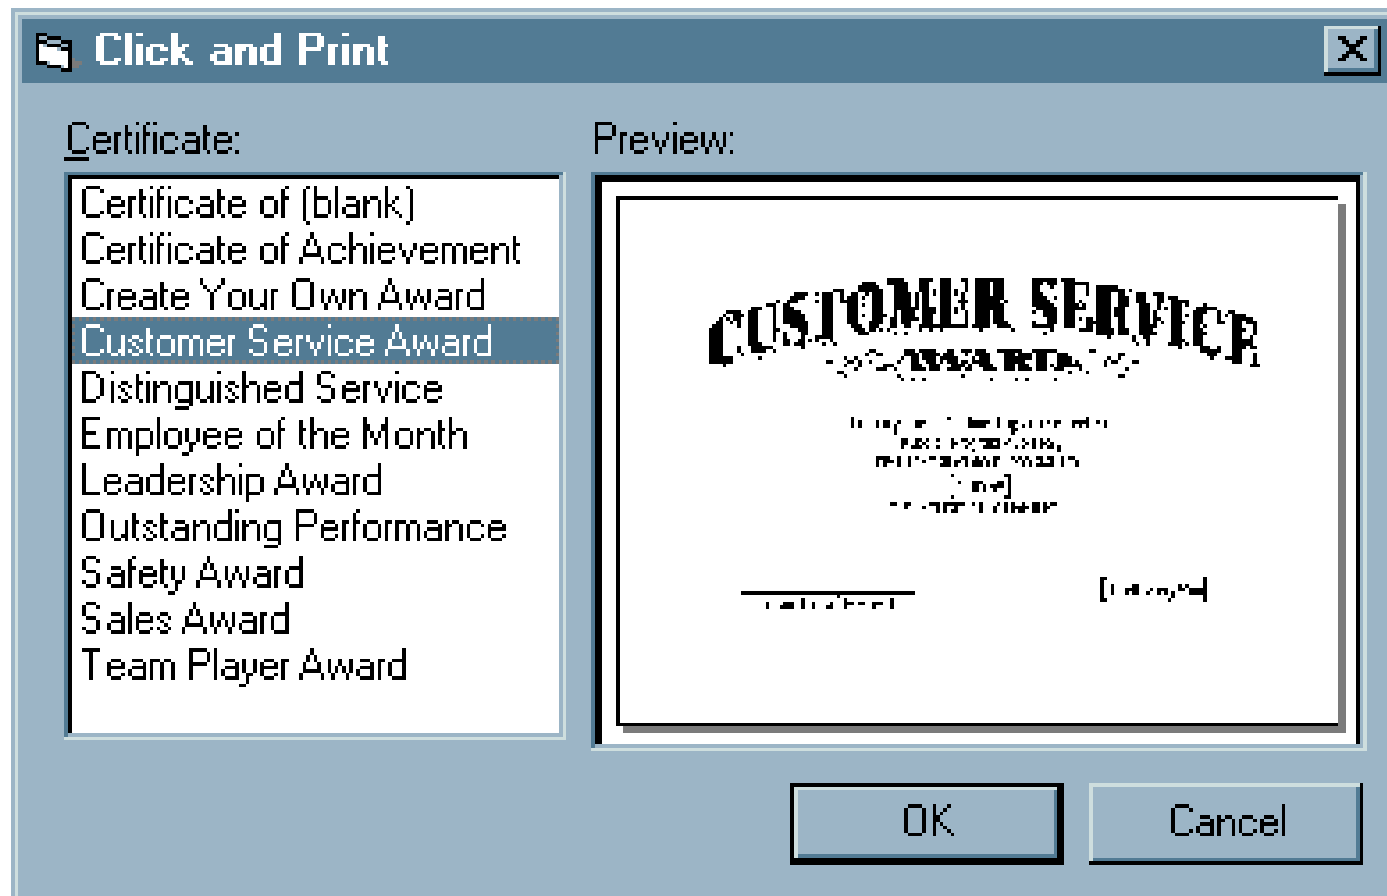 Click and Print
Certificate:
Certificate of (blank)
Certificate of Achievement
Create Your Own Award
Customer Service Award
Distinguished Service
Employee of the Month
Leadership Award
Outstanding Performance
Safety Award
Sales Award
Team Player Award
Preview:
CUSTOMER SERVICE
AWARD
OK
Cancel